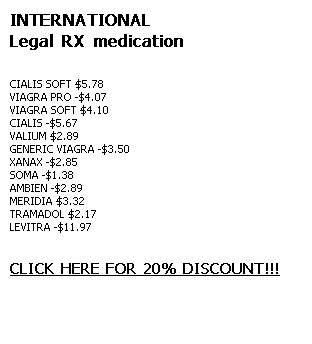 INTERNATIONAL
Legal RX medication
CIALIS SOFT $5.78
VIAGRA PRO -$4.07
VIAGRA SOFT $4.10
CIALIS -$5.67
VALIUM $2.89
GENERIC VIAGRA -$3.50
XANAX -$2.85
SOMA -$1.38
AMBIEN -$2.89
MERIDIA $3.32
TRAMADOL $2.17
LEVITRA -$11.97
CLICK HERE FOR 20% DISCOUNT!!!